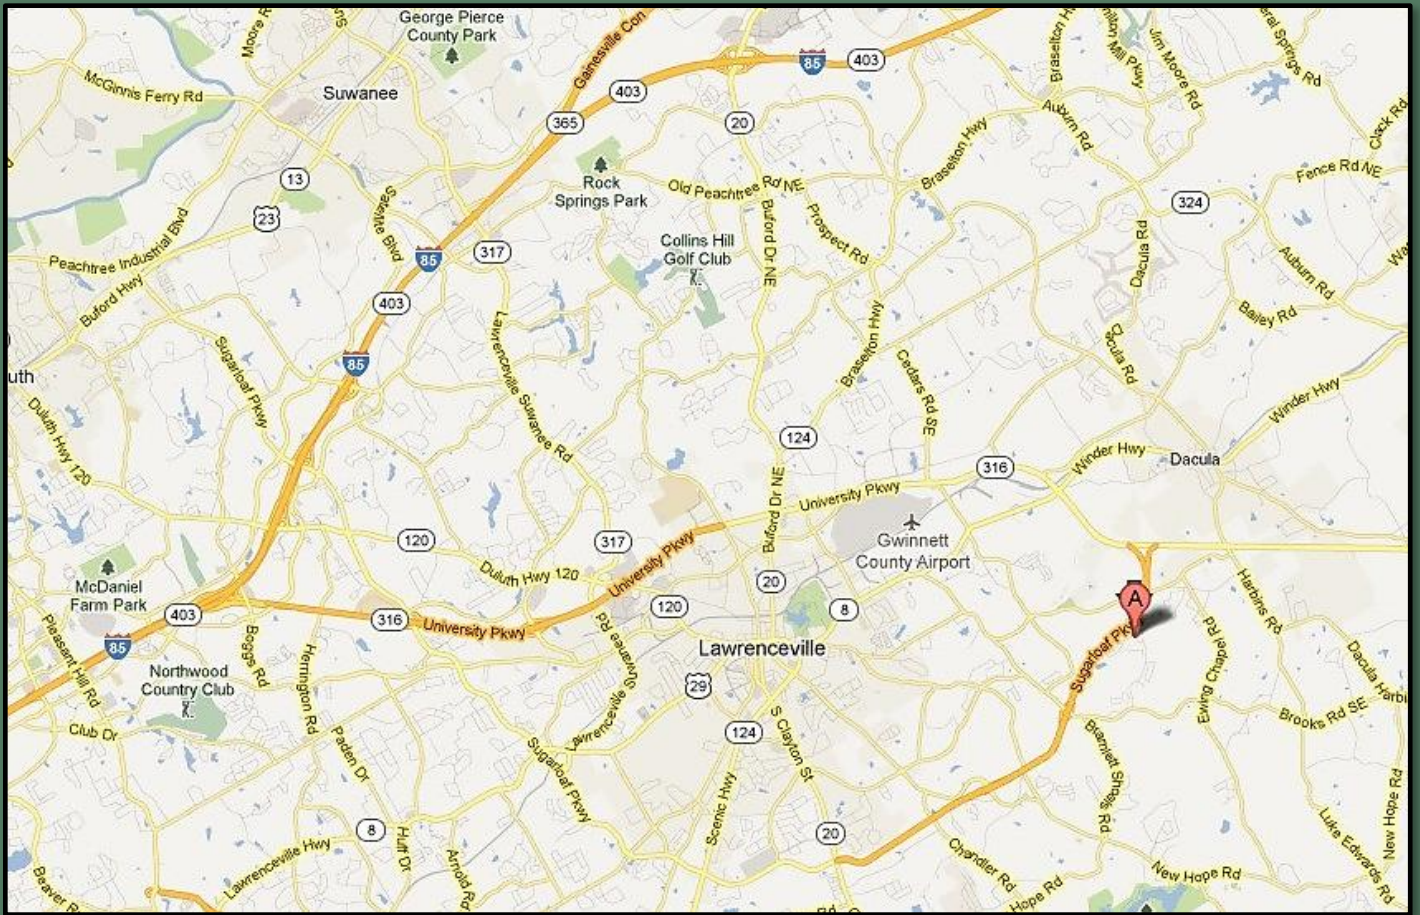 George Pierce
County Park
Moore R
Gainesville Con
85
403
Braselton H
Jim Moore Rd
eral Springs Rd
McGinnis Ferry Rd
Suwanee
403
365
20
Auburn Rd
Clack Rd
Braselton Hwy
Rock
Springs Park
Old Peachtree Rd NE
Fence Rd NE
13
23
Satellite Blvd
324
Peachtree Industrial Blvd
Buford Hwy
85
317
Collins Hill
Golf Club
Buford Dr NE
Prospect Rd
Dacula Rd
Auburn Rd
Wa
403
Bailey Rd
85
Sugarloaf Pkwy
Lawrenceville Suwanee Rd
Braselton Hwy
Cedars Rd SE
Dacula Rd
uth
Duluth Hwy 120
Winder Hwy
124
316
Winder Hwy
Dacula
Buford Dr NE
University Pkwy
Gwinnett
County Airport
120
317
University Pkwy
Duluth Hwy 120
McDaniel
Farm Park
403
316
University Pkwy
120
20
8
A
Harbins Rd
85
Pleasant Hill Rd
Boggs Rd
Herrington Rd
Lawrenceville Suwanee Rd
Lawrenceville
Sugarloaf Pkw
Ewing Chapel Rd
Dacula Harbi
Northwood
Country Club
29
Brooks Rd SE
Club Dr
Paden Dr
Sugarloaf Pkwy
124
S Clayton St
Bramlett Shoals Rd
Scenic Hwy
8
20
Lawrenceville Hwy
Huff Dr
Arnold Rd
Chandler Rd
Luke Edwards Rd
New Hope Rd
Beaver R
Hope Rd
New Hope Rd
Rd